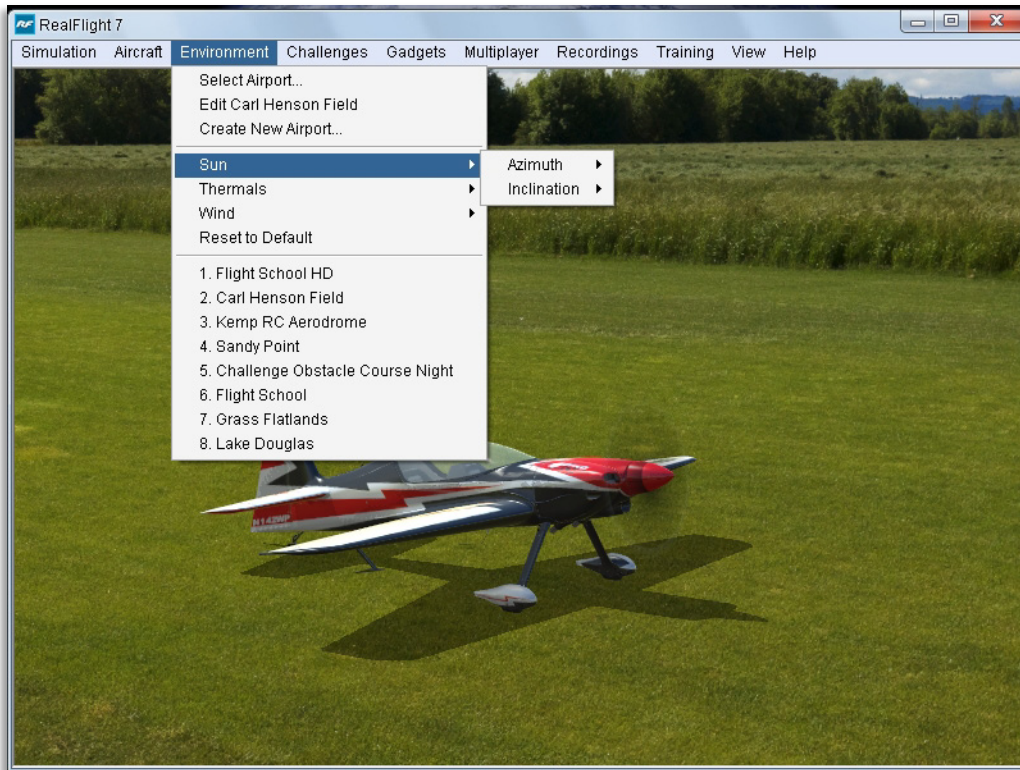 RF RealFlight 7
Simulation Aircraft Environment Challenges Gadgets Multiplayer Recordings Training View Help
Select Airport...
Edit Carl Henson Field
Create New Airport...
Sun
Azimuth
Inclination
Thermals
Wind
Reset to Default
1. Flight School HD
2. Carl Henson Field
3. Kemp RC Aerodrome
4. Sandy Point
5. Challenge Obstacle Course Night
6. Flight School
7. Grass Flatlands
8. Lake Douglas